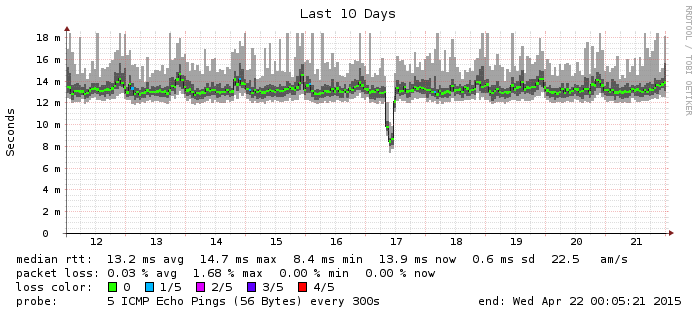 Last 10 Days
RRDTOOL / TOBI OETIKER
Seconds
18 m
16 m
14 m
12 m
10 m
8 m
6 m
4 m
2 m
0
12 13 14 15 16 17 18 19 20 21
median rtt: 13.2 ms avg 14.7 ms max 8.4 ms min 13.9 ms now 0.6 ms sd 22.5 am/s
packet loss: 0.03 % avg 1.68 % max 0.00 % min 0.00 % now
loss color: 0 1/5 2/5 3/5 4/5
probe: 5 ICMP Echo Pings (56 Bytes) every 300s end: Wed Apr 22 00:05:21 2015